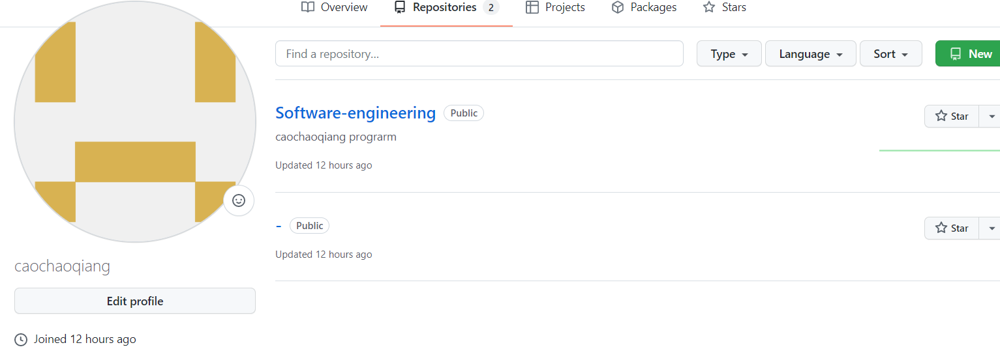 Overview Repositories 2 Projects Packages Stars
Find a repository... Type Language Sort New
Software-engineering Public Star
caochaoqiang prograrm
Updated 12 hours ago
- Public Star
Updated 12 hours ago
caochaoqiang
Edit profile
Joined 12 hours ago